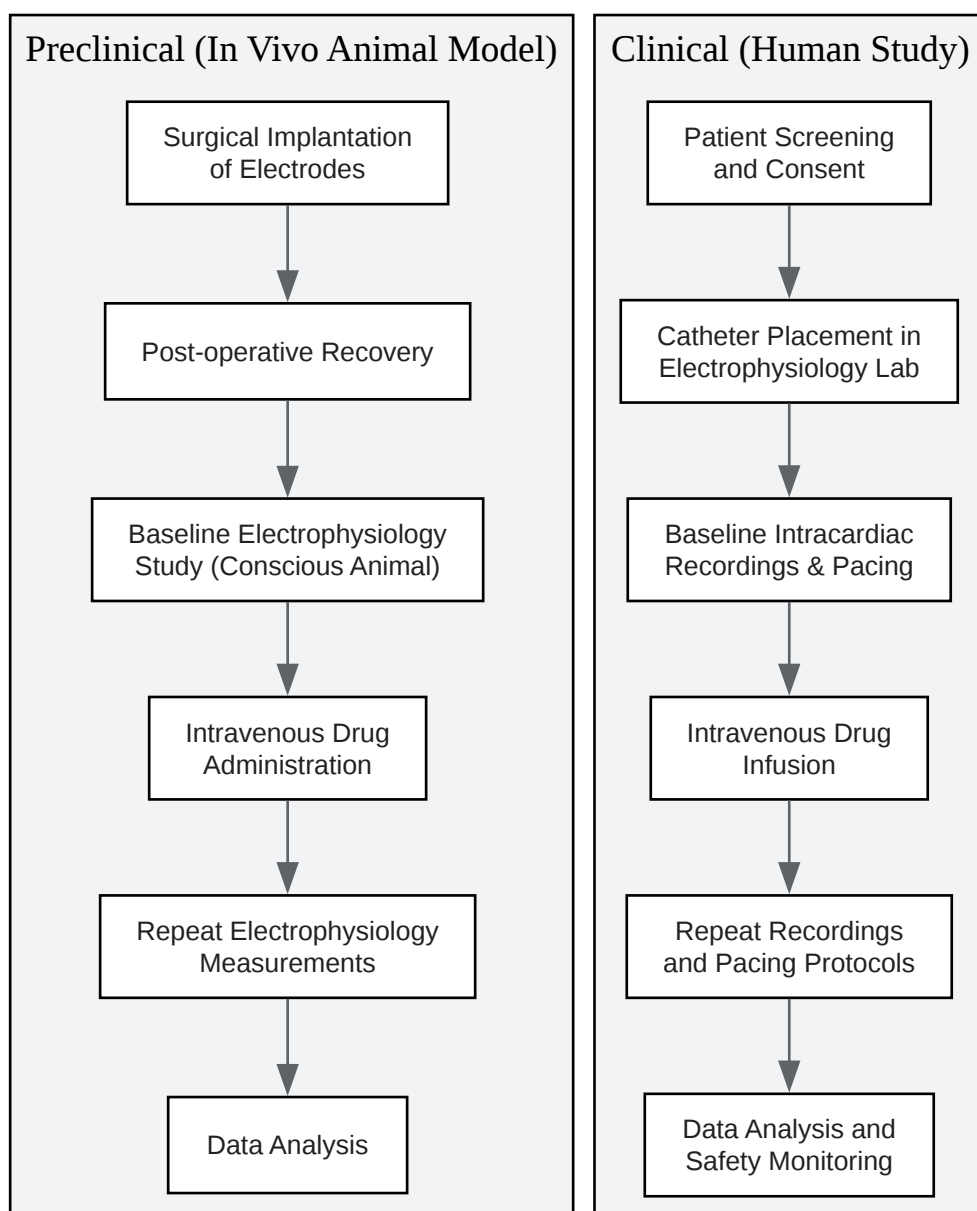 Preclinical (In Vivo Animal Model)
Surgical Implantation
of Electrodes
Post-operative Recovery
Baseline Electrophysiology
Study (Conscious Animal)
Intravenous Drug
Administration
Repeat Electrophysiology
Measurements
Data Analysis
Clinical (Human Study)
Patient Screening
and Consent
Catheter Placement in
Electrophysiology Lab
Baseline Intracardiac
Recordings & Pacing
Intravenous Drug
Infusion
Repeat Recordings
and Pacing Protocols
Data Analysis and
Safety Monitoring